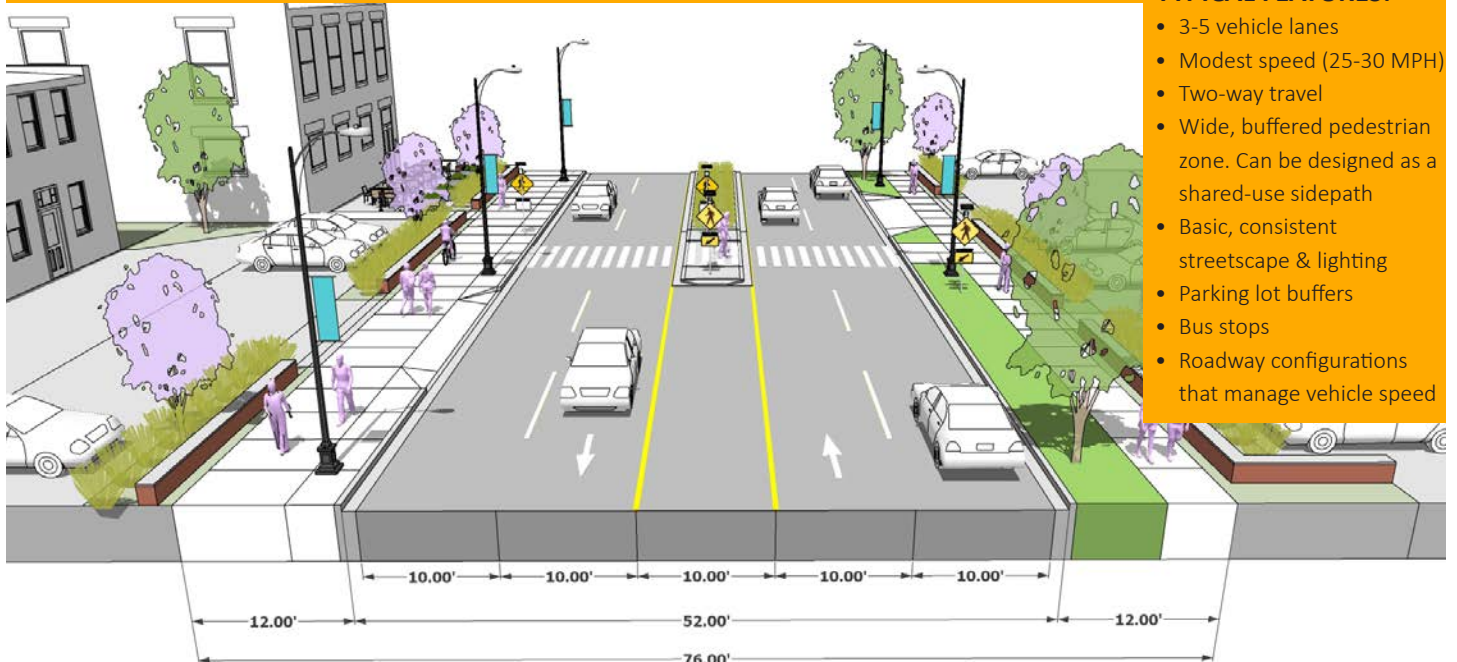 • 3-5 vehicle lanes
• Modest speed (25-30 MPH)
• Two-way travel
• Wide, buffered pedestrian
zone. Can be designed as a
shared-use sidepath
• Basic, consistent
streetscape & lighting
• Parking lot buffers
• Bus stops
• Roadway configurations
that manage vehicle speed
10.00' 10.00' 10.00' 10.00' 10.00'
12.00' 52.00' 12.00'
76.00'